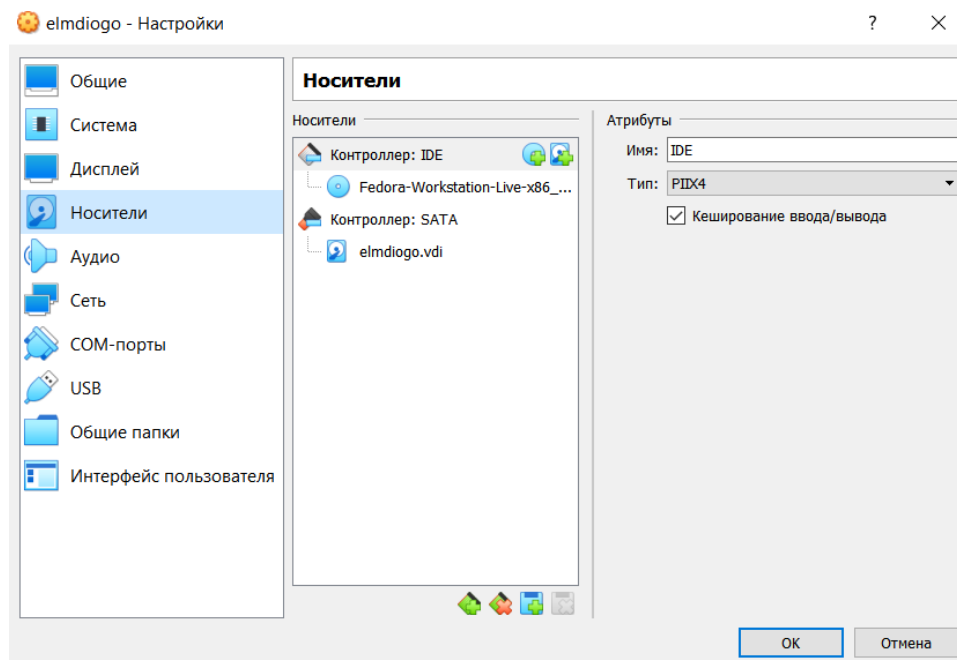 elmdiogo - Настройки
?
Общие
Система
Дисплей
Носители
Аудио
Сеть
COM-порты
USB
Общие папки
Интерфейс пользователя
Носители
Носители
Контроллер: IDE
Fedora-Workstation-Live-x86_...
Контроллер: SATA
elmdiogo.vdi
Атрибуты
Имя: IDE
Тип: PIIX4
Кеширование ввода/вывода
OK
Отмена